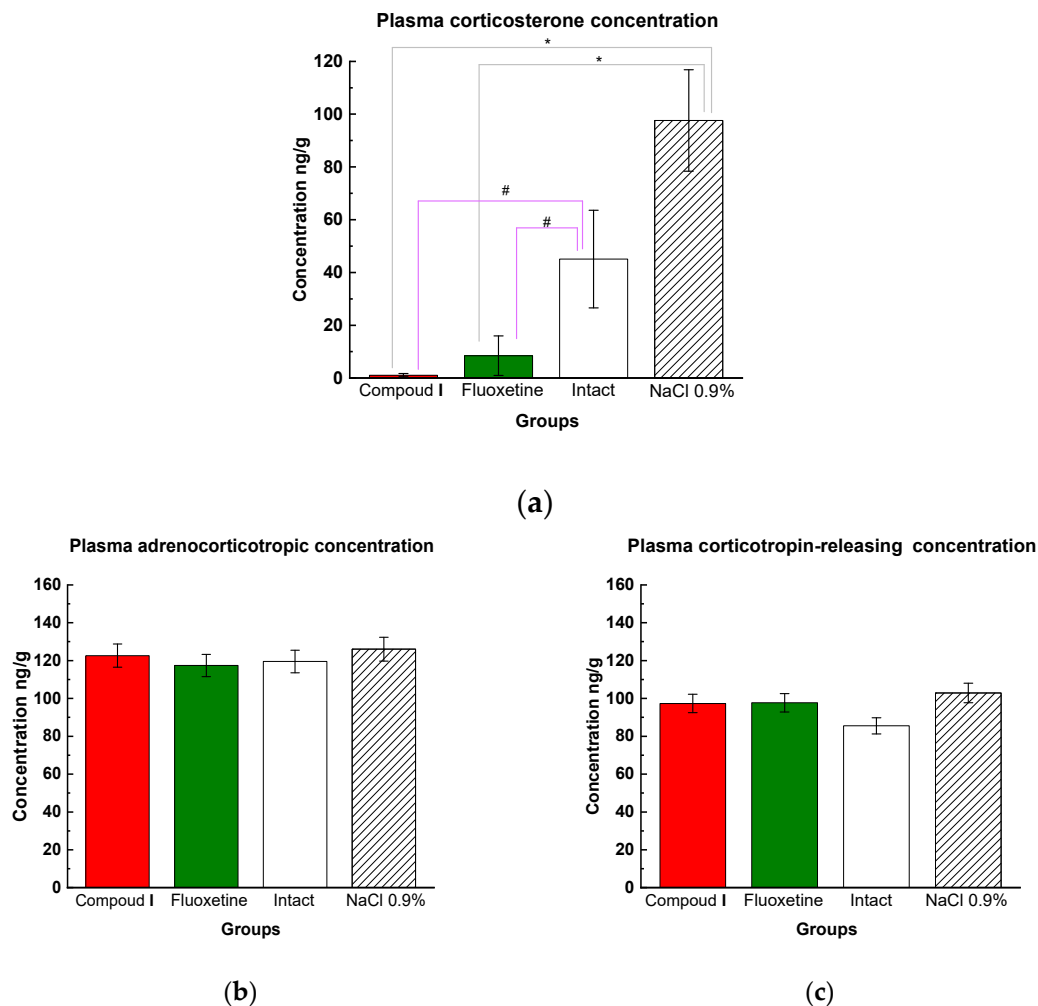 Plasma corticosterone concentration
*
*
#
#
120
100
80
60
40
20
0
Concentration ng/g
Compoud I Fluoxetine Intact NaCl 0.9%
Groups
(a)
Plasma adrenocorticotropic concentration
160
140
120
100
80
60
40
20
0
Concentration ng/g
Compoud I Fluoxetine Intact NaCl 0.9%
Groups
(b)
Plasma corticotropin-releasing concentration
160
140
120
100
80
60
40
20
0
Concentration ng/g
Compoud I Fluoxetine Intact NaCl 0.9%
Groups
(c)